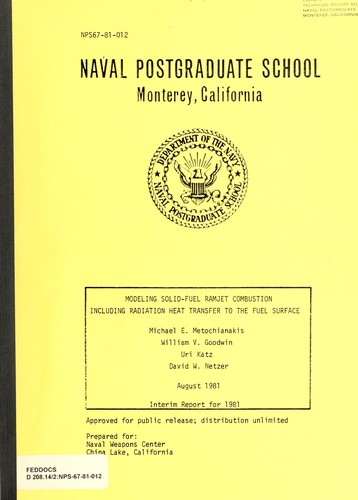 TECHNICAL REPORT
NAVAL POSTGRADUATE
MONTEREY, CALIFORNIA
NPS67-81-012
NAVAL POSTGRADUATE SCHOOL
Monterey, California
DEPARTMENT OF THE NAVY
NAVAL POSTGRADUATE SCHOOL
MODELING SOLID-FUEL RAMJET COMBUSTION
INCLUDING RADIATION HEAT TRANSFER TO THE FUEL SURFACE
Michael E. Metochianakis
William V. Goodwin
Uri Katz
David W. Netzer
August 1981
Interim Report for 1981
Approved for public release; distribution unlimited
Prepared for:
Naval Weapons Center
China Lake, California
FEDDOCS
D 208.14/2:NPS-67-81-012